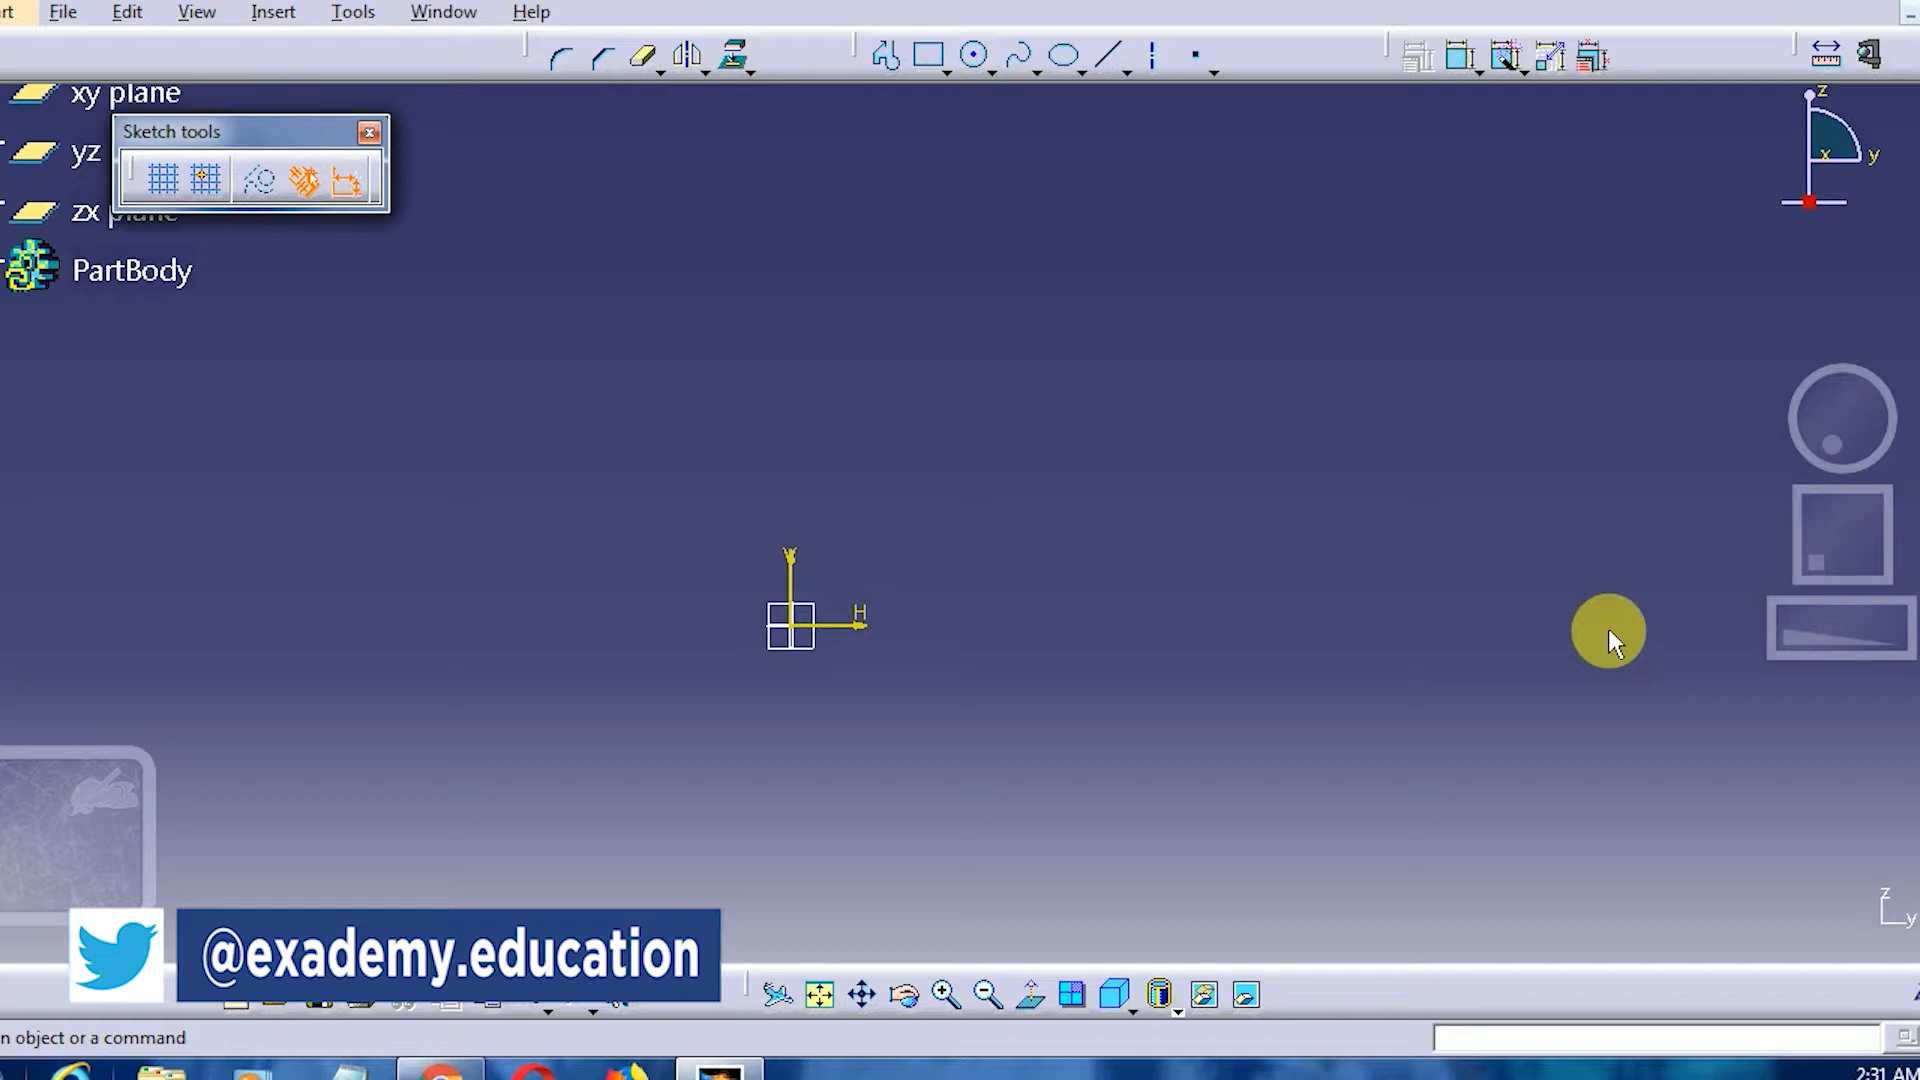 rt File Edit View Insert Tools Window Help
xy plane
Sketch tools
yz
zx plane
PartBody
z
x
y
V
H
z
y
@exademy.education
n object or a command
2:31 AM